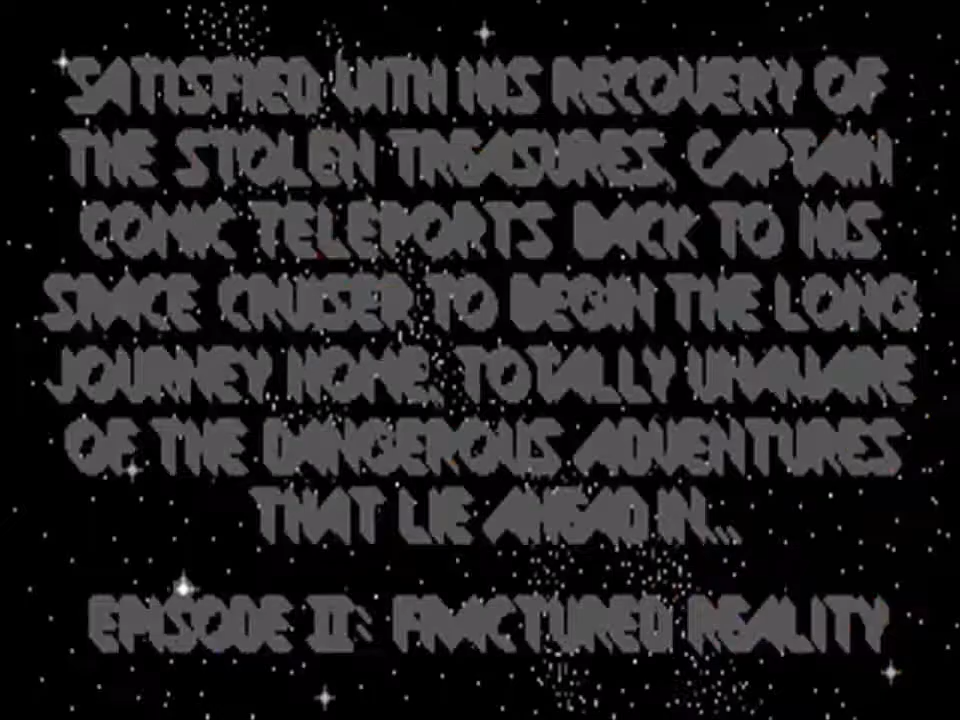 SATISFIED WITH HIS RECOVERY OF
THE STOLEN TREASURES, CAPTAIN
COMIC TELEPORTS BACK TO HIS
SPACE CRUISER TO BEGIN THE LONG
JOURNEY HOME, TOTALLY UNAWARE
OF THE DANGEROUS ADVENTURES
THAT LIE AHEAD IN...
EPISODE II: FRACTURED REALITY